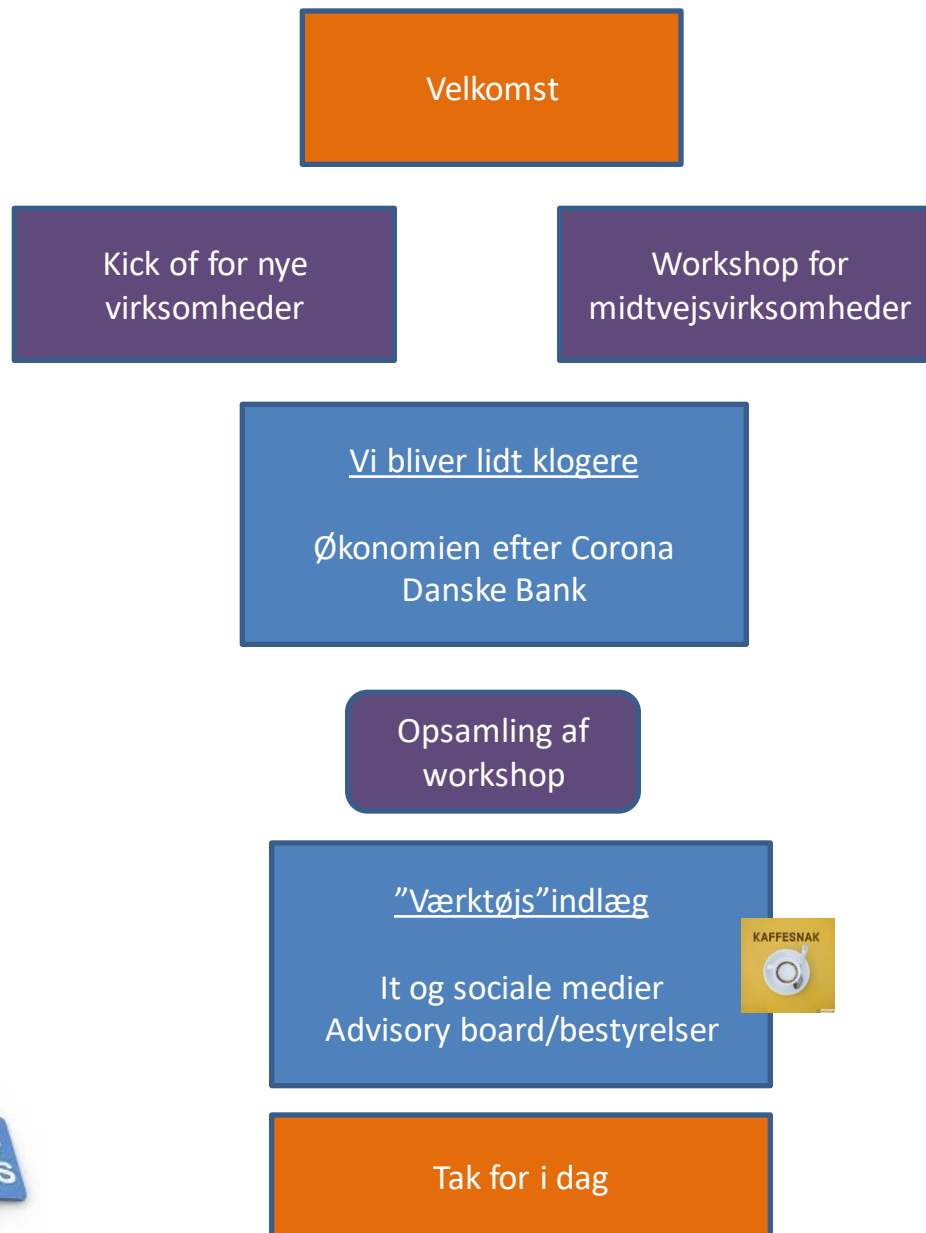 Velkomst
Kick of for nye
virksomheder
Workshop for
midtvejsvirksomheder
Vi bliver lidt klogere
Økonomien efter Corona
Danske Bank
Opsamling af
workshop
”Værktøjs”indlæg
KAFFESNAK
It og sociale medier
Advisory board/bestyrelser
Tak for i dag
S